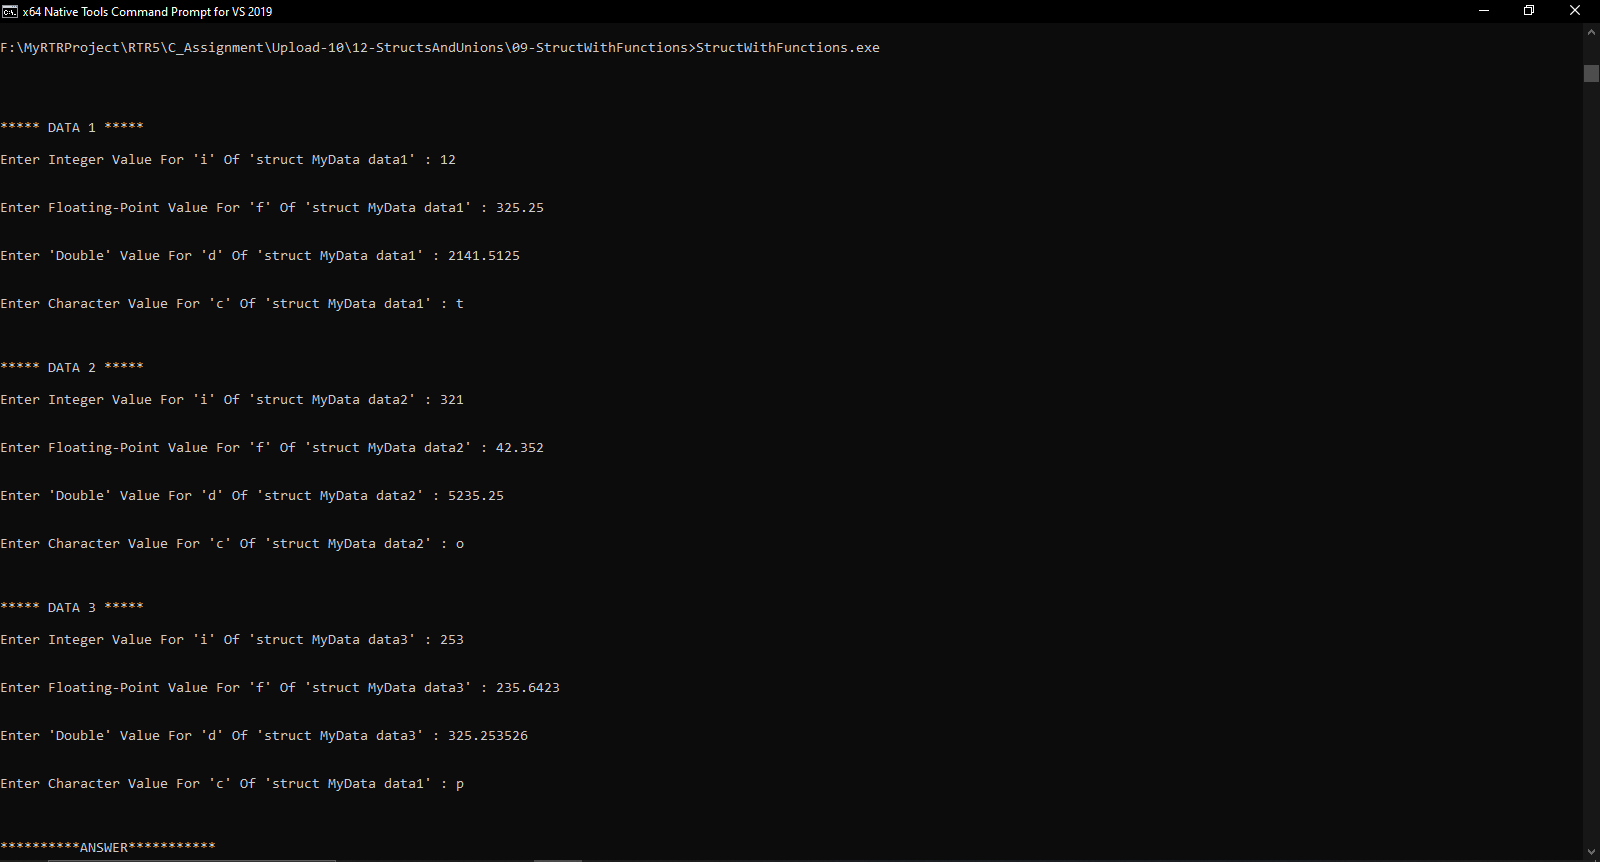 x64 Native Tools Command Prompt for VS 2019
F:\MyRTRProject\RTR5\C_Assignment\Upload-10\12-StructsAndUnions\09-StructWithFunctions>StructWithFunctions.exe
***** DATA 1 *****
Enter Integer Value For 'i' Of 'struct MyData data1' : 12
Enter Floating-Point Value For 'f' Of 'struct MyData data1' : 325.25
Enter 'Double' Value For 'd' Of 'struct MyData data1' : 2141.5125
Enter Character Value For 'c' Of 'struct MyData data1' : t
***** DATA 2 *****
Enter Integer Value For 'i' Of 'struct MyData data2' : 321
Enter Floating-Point Value For 'f' Of 'struct MyData data2' : 42.352
Enter 'Double' Value For 'd' Of 'struct MyData data2' : 5235.25
Enter Character Value For 'c' Of 'struct MyData data2' : o
***** DATA 3 *****
Enter Integer Value For 'i' Of 'struct MyData data3' : 253
Enter Floating-Point Value For 'f' Of 'struct MyData data3' : 235.6423
Enter 'Double' Value For 'd' Of 'struct MyData data3' : 325.253526
Enter Character Value For 'c' Of 'struct MyData data1' : p
**********ANSWER***********